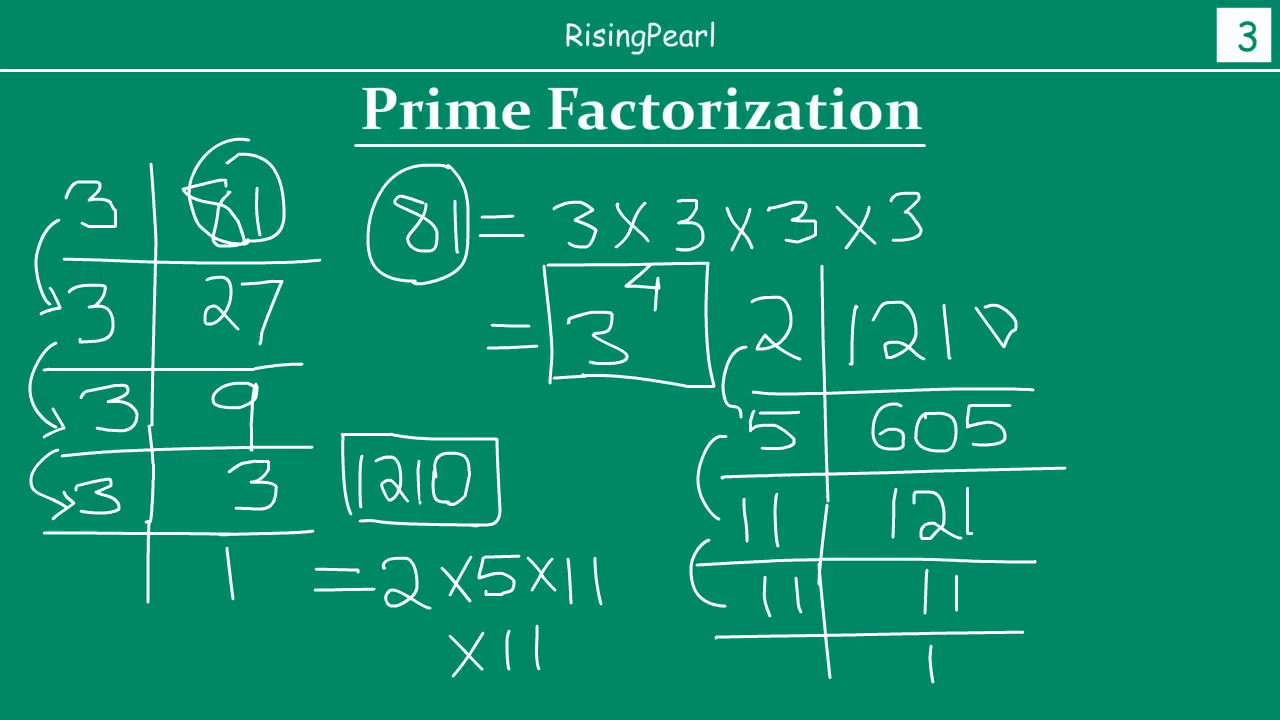 RisingPearl
3
Prime Factorization
3 | 81
3 | 27
3 | 9
3 | 3
| 1
81 = 3 × 3 × 3 × 3
= 3⁴
1210
= 2 × 5 × 11
× 11
2 | 1210
5 | 605
11 | 121
11 | 11
| 1